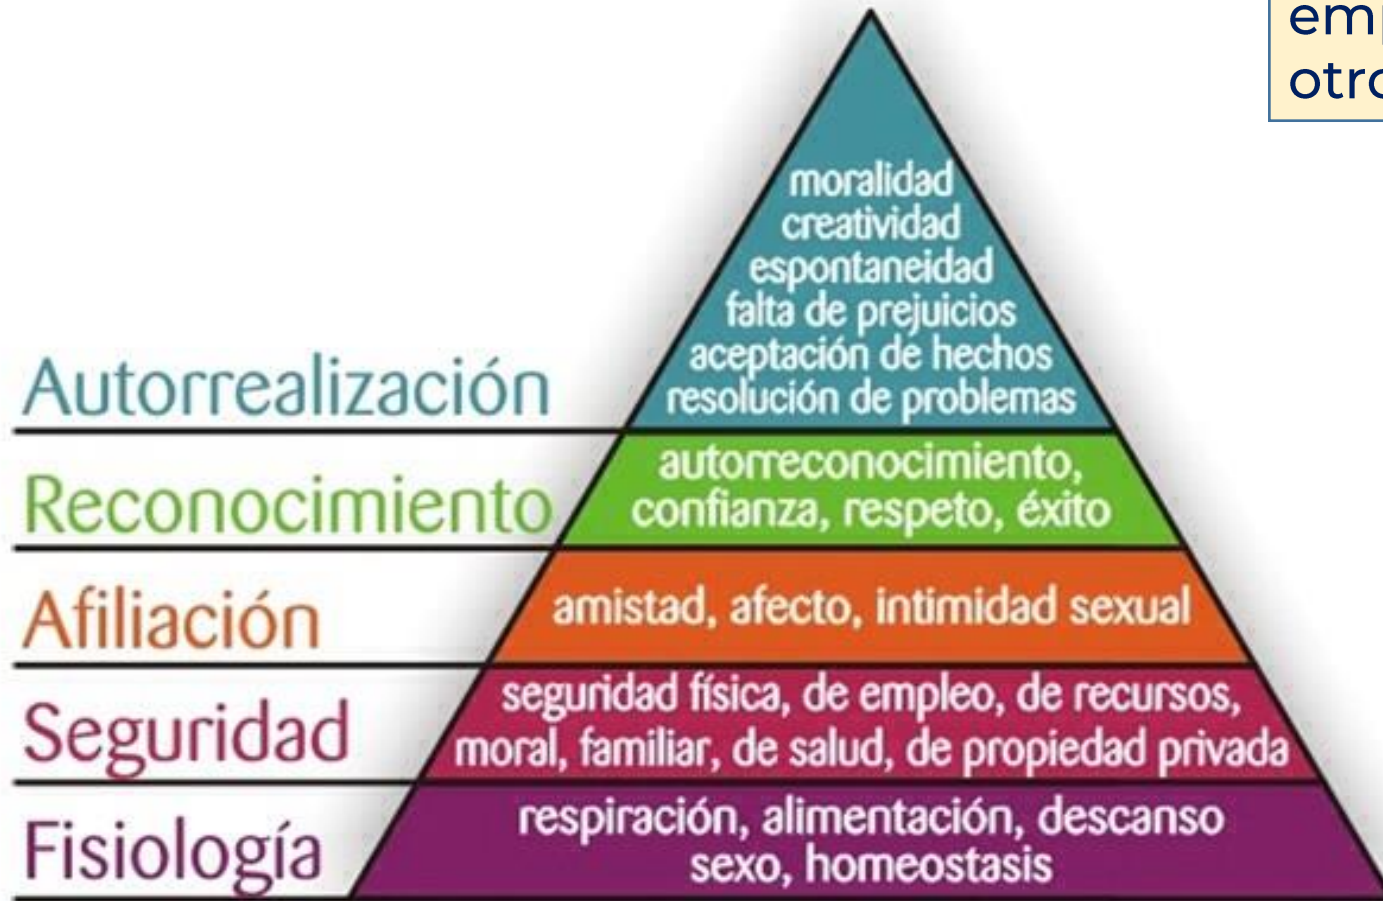 moralidad
creatividad
espontaneidad
falta de prejuicios
aceptación de hechos
resolución de problemas
Autorrealización
autorreconocimiento,
confianza, respeto, éxito
Reconocimiento
amistad, afecto, intimidad sexual
Afiliación
seguridad física, de empleo, de recursos,
moral, familiar, de salud, de propiedad privada
Seguridad
respiración, alimentación, descanso
sexo, homeostasis
Fisiología